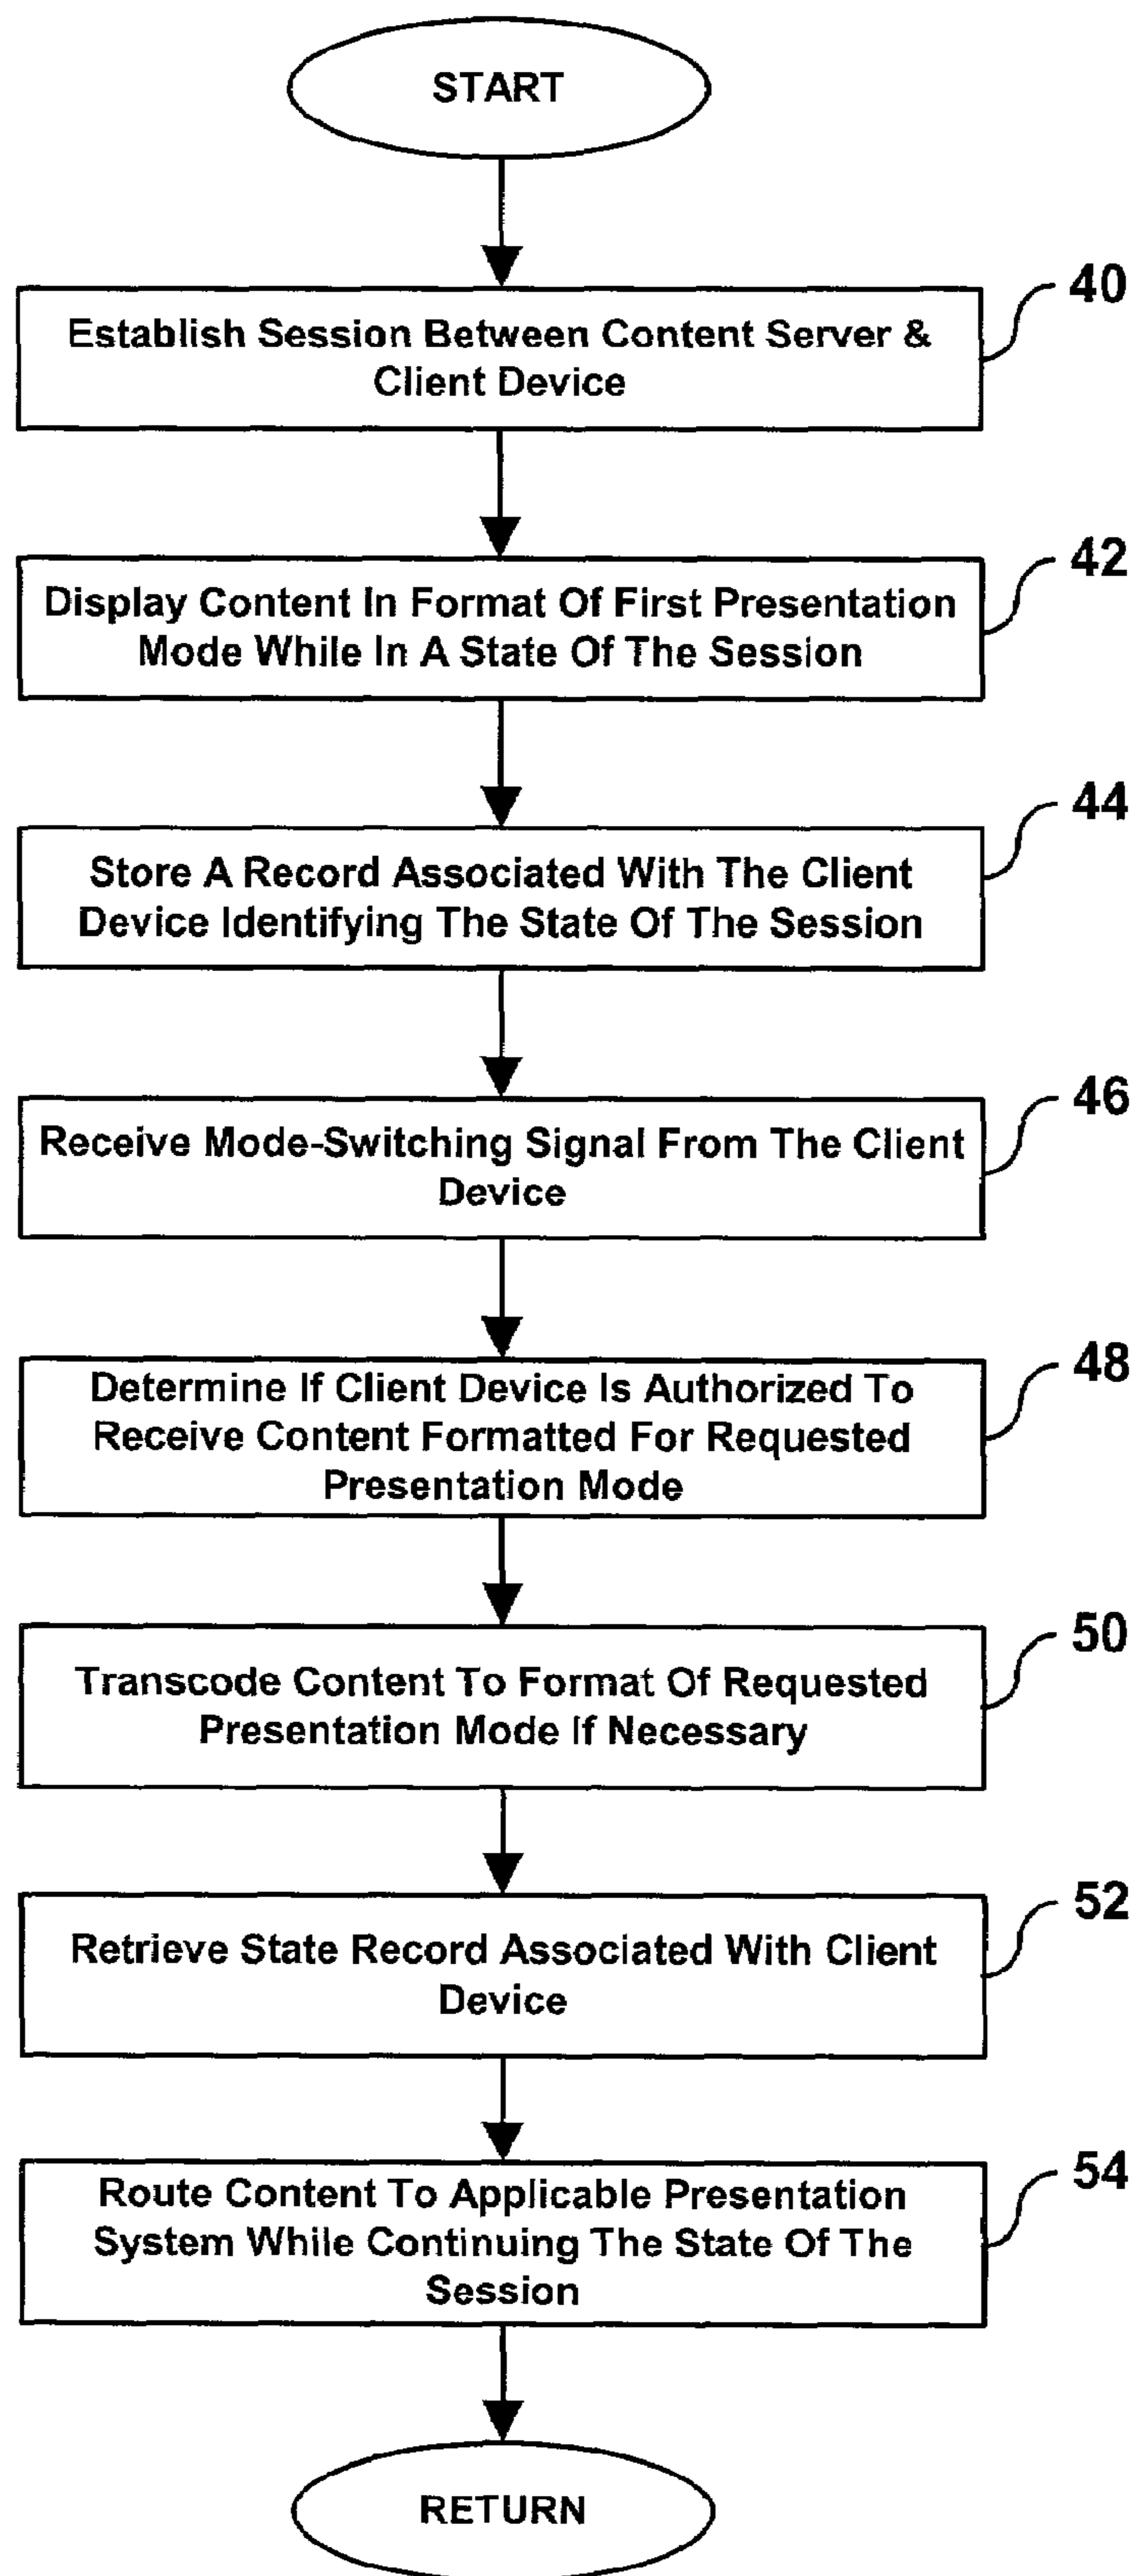 START
40
Establish Session Between Content Server &
Client Device
42
Display Content In Format Of First Presentation
Mode While In A State Of The Session
44
Store A Record Associated With The Client
Device Identifying The State Of The Session
46
Receive Mode-Switching Signal From The Client
Device
48
Determine If Client Device Is Authorized To
Receive Content Formatted For Requested
Presentation Mode
50
Transcode Content To Format Of Requested
Presentation Mode If Necessary
52
Retrieve State Record Associated With Client
Device
54
Route Content To Applicable Presentation
System While Continuing The State Of The
Session
RETURN